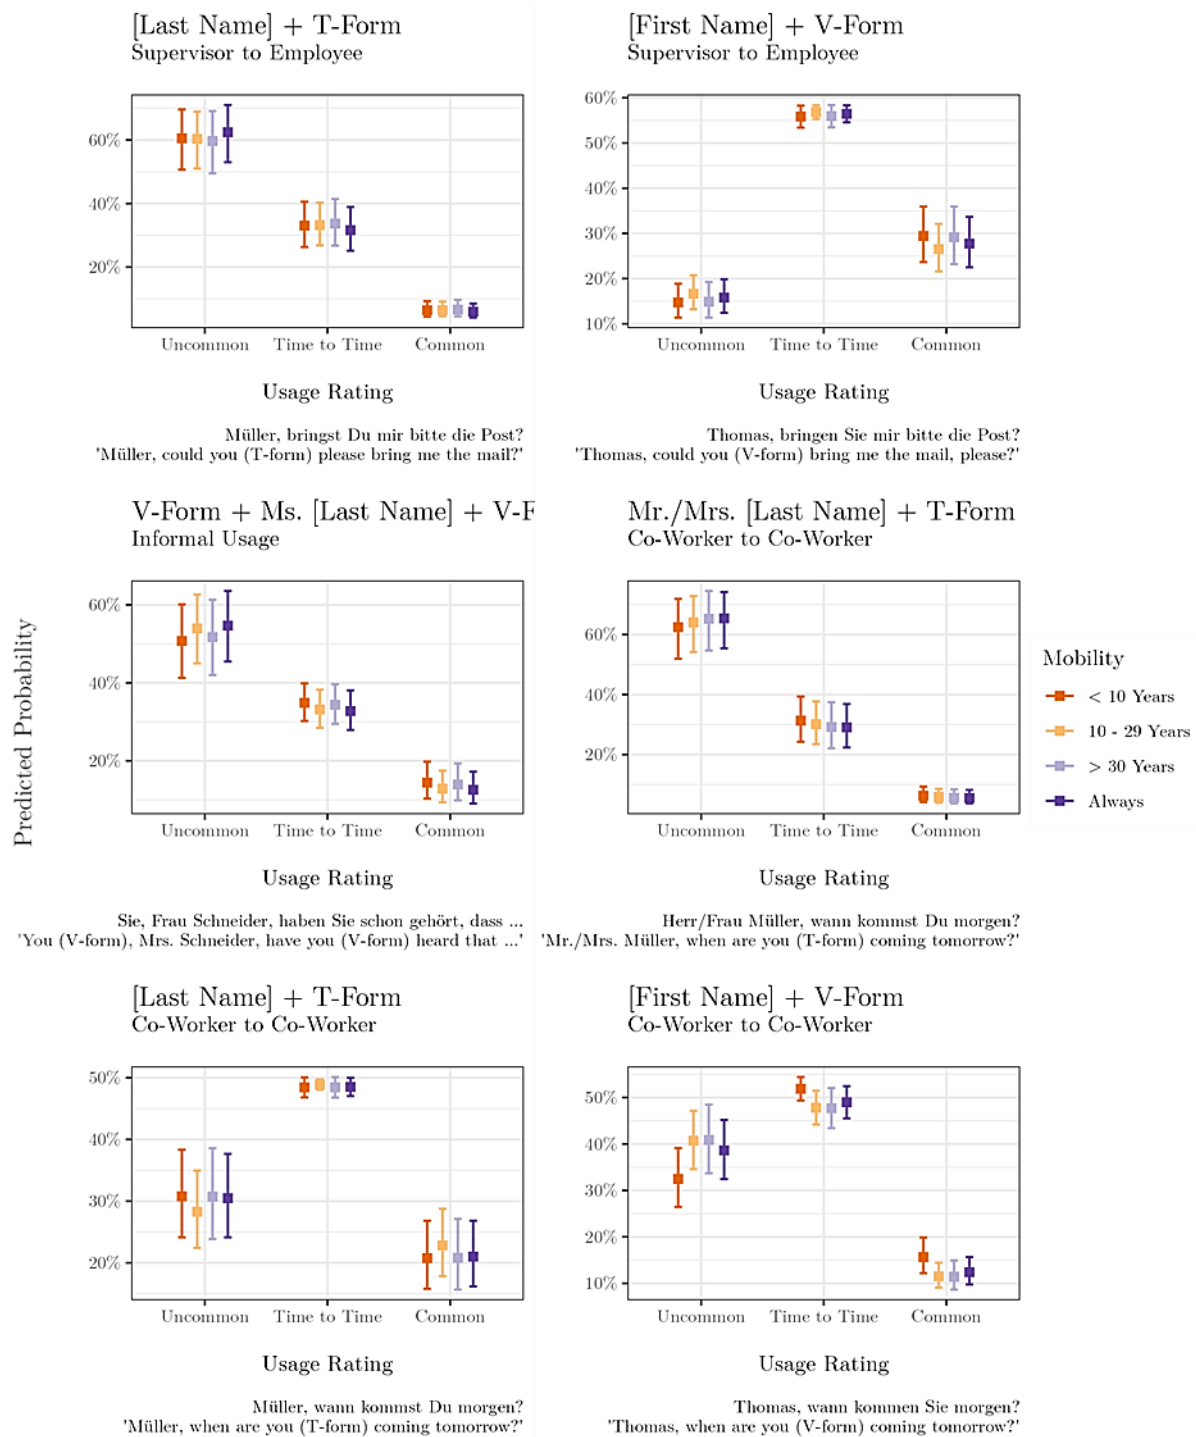 [Last Name] + T-Form
Supervisor to Employee
60%
40%
20%
Uncommon Time to Time Common
Usage Rating
Müller, bringst Du mir bitte die Post?
'Müller, could you (T-form) please bring me the mail?'
[First Name] + V-Form
Supervisor to Employee
60%
50%
40%
30%
20%
10%
Uncommon Time to Time Common
Usage Rating
Thomas, bringen Sie mir bitte die Post?
'Thomas, could you (V-form) bring me the mail, please?'
Predicted Probability
V-Form + Ms. [Last Name] + V-F
Informal Usage
60%
40%
20%
Uncommon Time to Time Common
Usage Rating
Sie, Frau Schneider, haben Sie schon gehört, dass ...
'You (V-form), Mrs. Schneider, have you (V-form) heard that ...'
Mr./Mrs. [Last Name] + T-Form
Co-Worker to Co-Worker
60%
40%
20%
Uncommon Time to Time Common
Usage Rating
Herr/Frau Müller, wann kommst Du morgen?
'Mr./Mrs. Müller, when are you (T-form) coming tomorrow?'
Mobility
< 10 Years
10 - 29 Years
> 30 Years
Always
[Last Name] + T-Form
Co-Worker to Co-Worker
50%
40%
30%
20%
Uncommon Time to Time Common
Usage Rating
Müller, wann kommst Du morgen?
'Müller, when are you (T-form) coming tomorrow?'
[First Name] + V-Form
Co-Worker to Co-Worker
50%
40%
30%
20%
10%
Uncommon Time to Time Common
Usage Rating
Thomas, wann kommen Sie morgen?
'Thomas, when are you (V-form) coming tomorrow?'